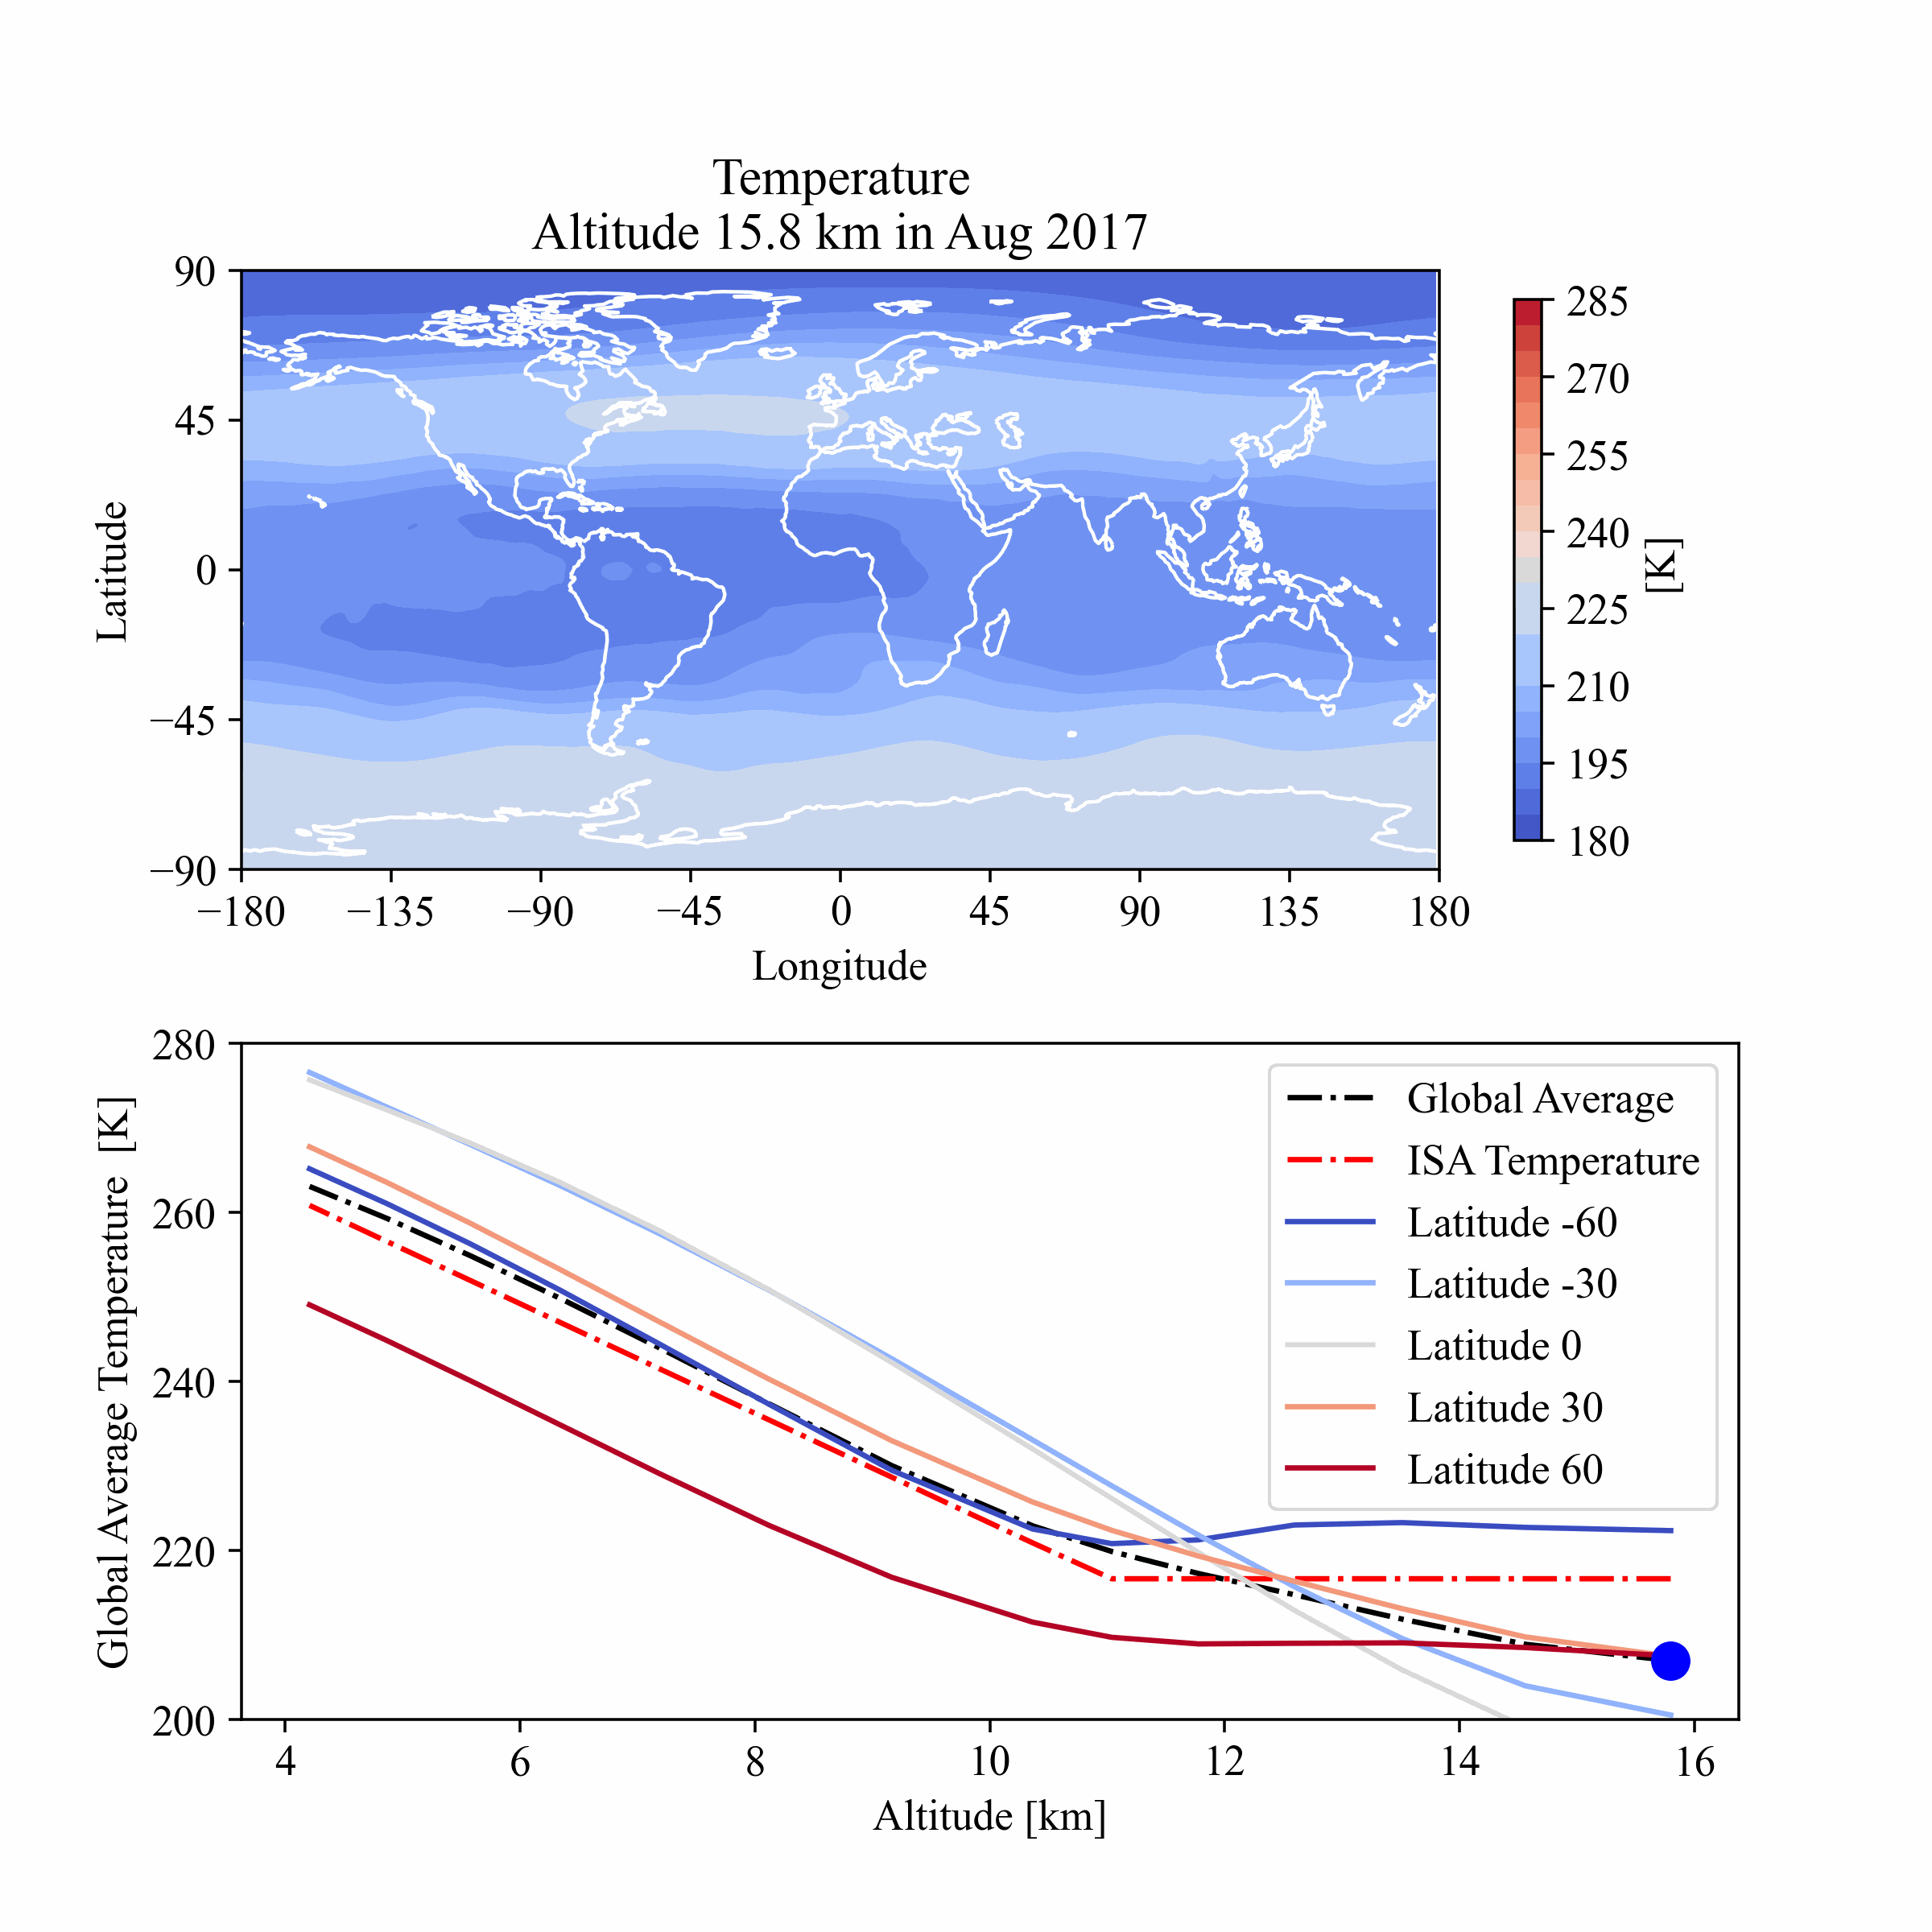 Temperature
Altitude 15.8 km in Aug 2017
90
45
0
−45
−90
Latitude
−180 −135 −90 −45 0 45 90 135 180
Longitude
285
270
255
240
225
210
195
180
[K]
280
260
240
220
200
Global Average Temperature [K]
Global Average
ISA Temperature
Latitude -60
Latitude -30
Latitude 0
Latitude 30
Latitude 60
4 6 8 10 12 14 16
Altitude [km]